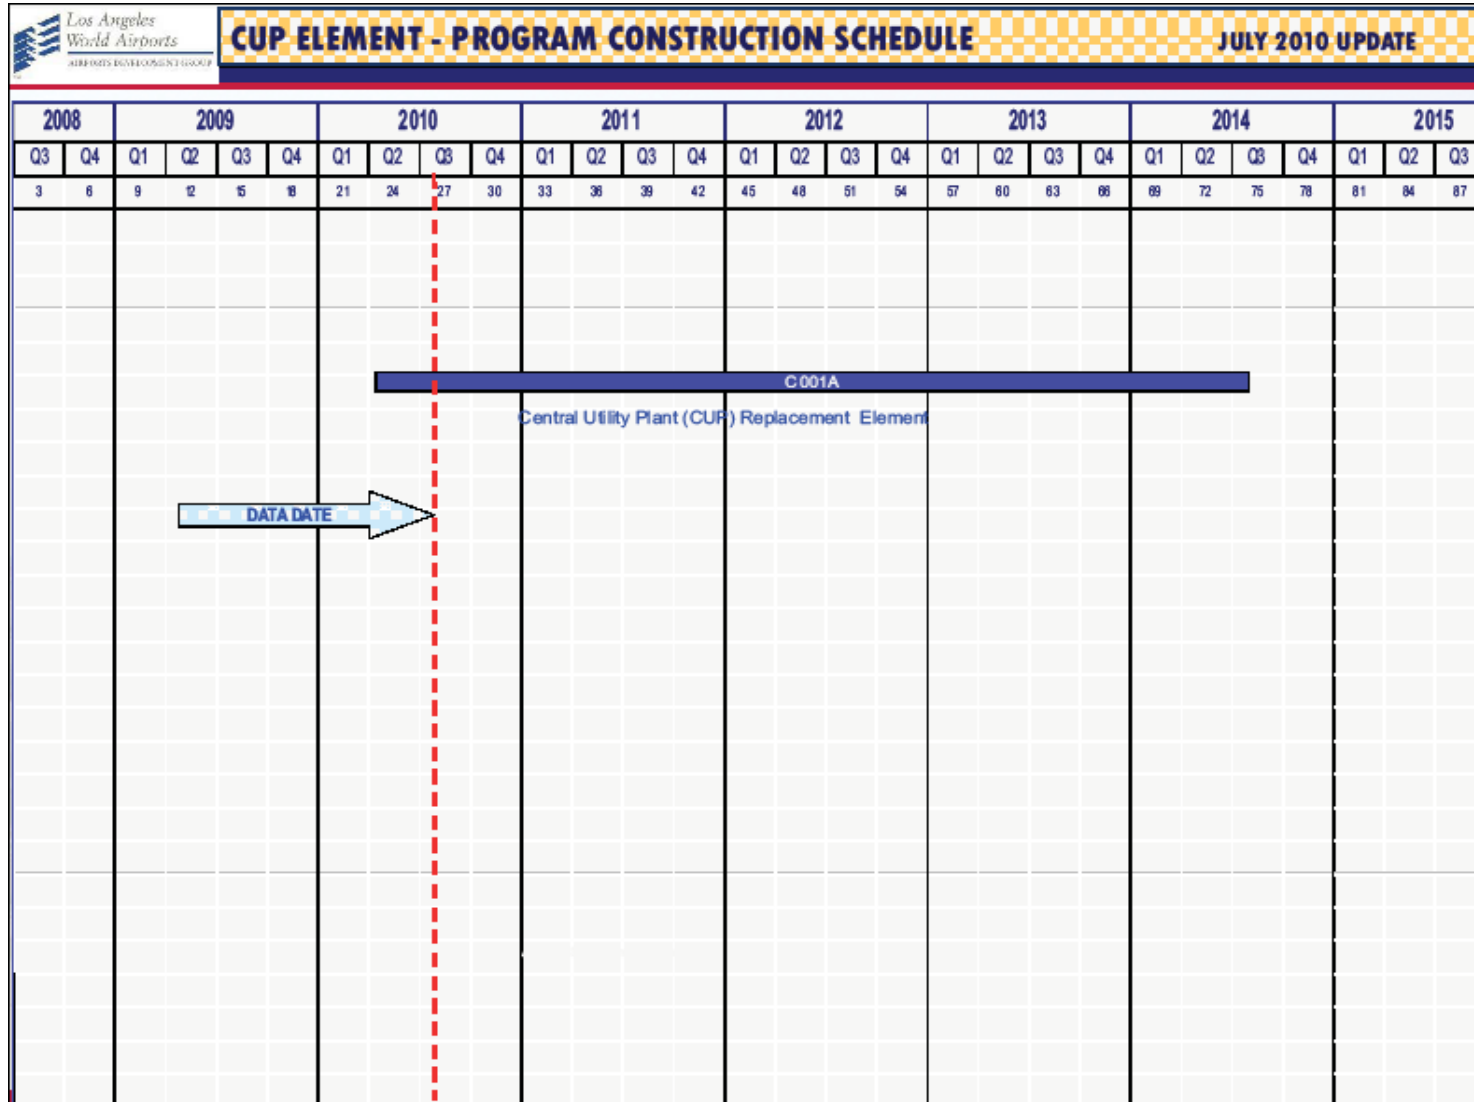 Los Angeles
World Airports
AIRPORTS DEVELOPMENT GROUP
CUP ELEMENT - PROGRAM CONSTRUCTION SCHEDULE
JULY 2010 UPDATE
2008 2009 2010 2011 2012 2013 2014 2015
Q3 Q4 Q1 Q2 Q3 Q4 Q1 Q2 Q3 Q4 Q1 Q2 Q3 Q4 Q1 Q2 Q3 Q4 Q1 Q2 Q3 Q4 Q1 Q2 Q3 Q4 Q1 Q2 Q3
3 6 9 12 15 18 21 24 27 30 33 36 39 42 45 48 51 54 57 60 63 66 69 72 75 78 81 84 87
C001A
Central Utility Plant (CUP) Replacement Element
DATA DATE